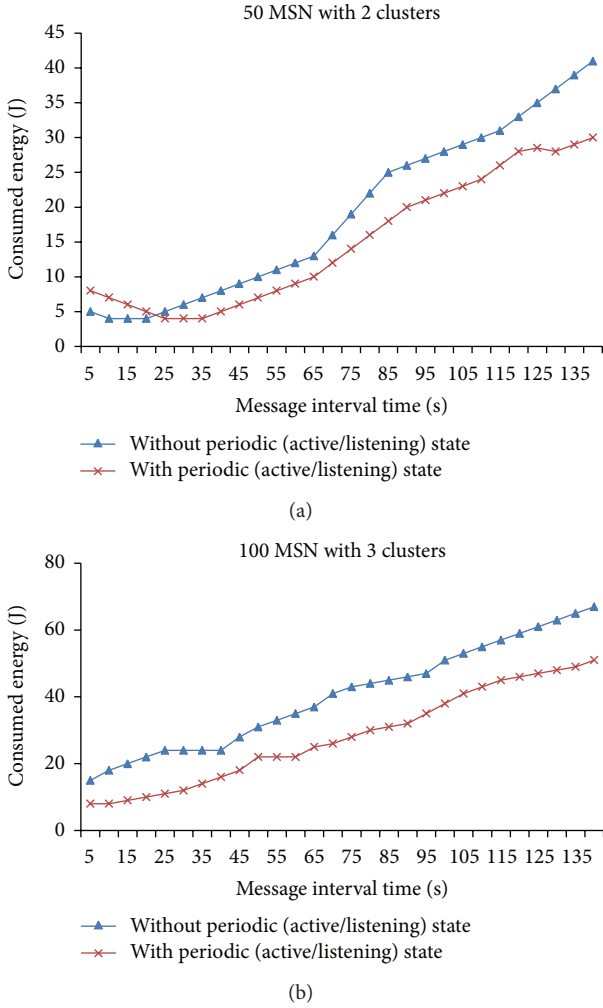 50 MSN with 2 clusters
45
40
35
30
25
20
15
10
5
0
Consumed energy (J)
5 15 25 35 45 55 65 75 85 95 105 115 125 135
Message interval time (s)
Without periodic (active/listening) state
With periodic (active/listening) state
(a)
100 MSN with 3 clusters
80
60
40
20
0
Consumed energy (J)
5 15 25 35 45 55 65 75 85 95 105 115 125 135
Message interval time (s)
Without periodic (active/listening) state
With periodic (active/listening) state
(b)